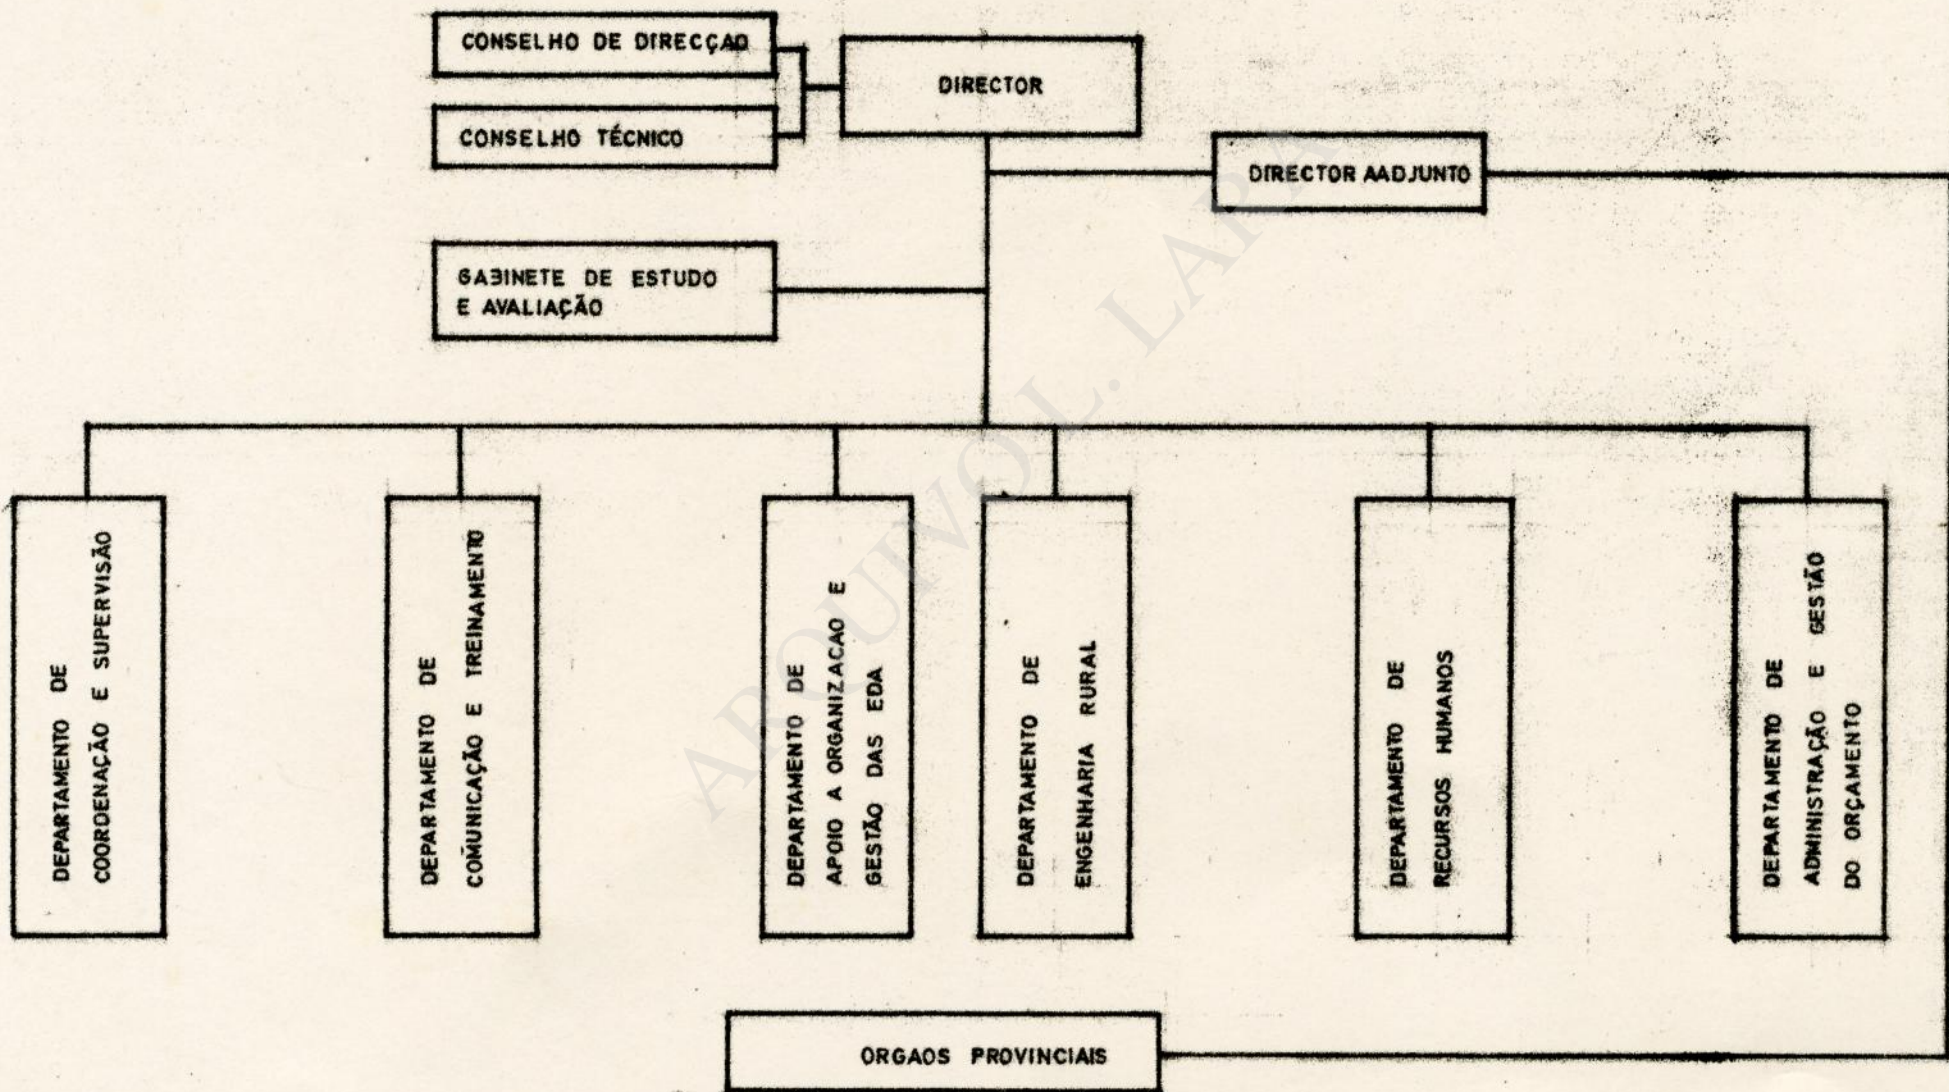 CONSELHO DE DIRECÇAO
DIRECTOR
CONSELHO TÉCNICO
DIRECTOR AADJUNTO
GABINETE DE ESTUDO
E AVALIAÇÃO
DEPARTAMENTO DE
COORDENAÇÃO E SUPERVISÃO
DEPARTAMENTO DE
COMUNICAÇÃO E TREINAMENTO
DEPARTAMENTO DE
APOIO A ORGANIZACAO E
GESTÃO DAS EDA
DEPARTAMENTO DE
ENGENHARIA RURAL
DEPARTAMENTO DE
RECURSOS HUMANOS
DEPARTAMENTO DE
ADMINISTRAÇÃO E GESTÃO
DO ORÇAMENTO
ORGAOS PROVINCIAIS
ARQUIVO L. LARA